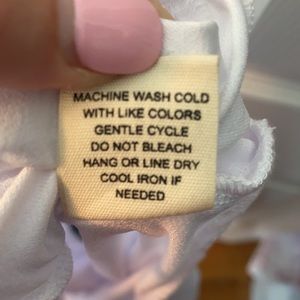 MACHINE WASH COLD
WITH LIKE COLORS
GENTLE CYCLE
DO NOT BLEACH
HANG OR LINE DRY
COOL IRON IF
NEEDED